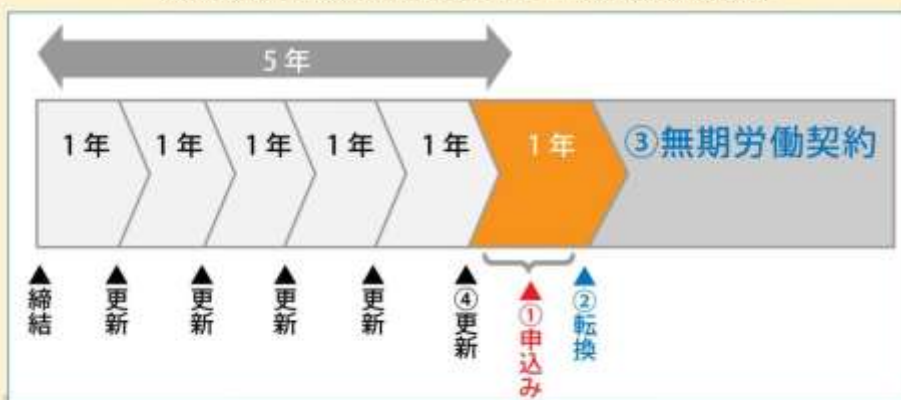 5年
1年
1年
1年
1年
1年
1年
③無期労働契約
▲締結
▲更新
▲更新
▲更新
▲更新
▲④更新
▲①申込み
▲②転換